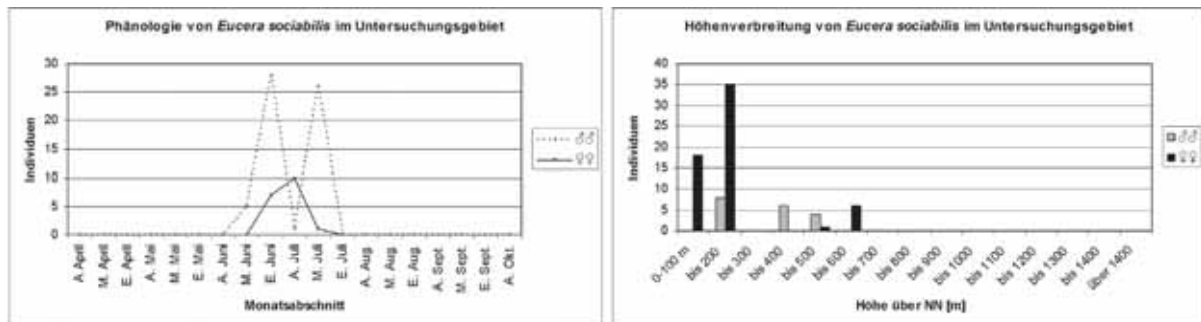 Phänologie von Eucera sociabilis im Untersuchungsgebiet
30
25
20
15
10
5
0
Individuen
A. April
M. April
E. April
A. Mai
M. Mai
E. Mai
A. Juni
M. Juni
E. Juni
A. Juli
M. Juli
E. Juli
A. Aug.
M. Aug.
E. Aug.
A. Sept.
M. Sept.
E. Sept.
A. Okt.
Monatsabschnitt
♂♂
♀♀
Höhenverbreitung von Eucera sociabilis im Untersuchungsgebiet
40
35
30
25
20
15
10
5
0
Individuen
0-100 m
bis 200
bis 300
bis 400
bis 500
bis 600
bis 700
bis 800
bis 900
bis 1000
bis 1100
bis 1200
bis 1300
bis 1400
über 1400
Höhe über NN [m]
♂♂
♀♀